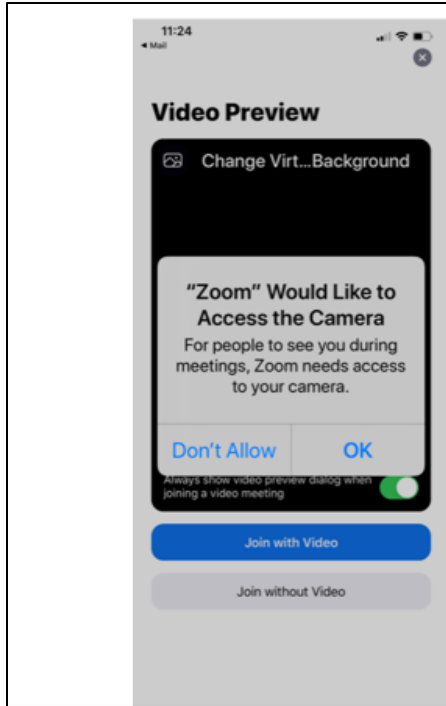 11:24
◄ Mail
Video Preview
Change Virt...Background
“Zoom” Would Like to
Access the Camera
For people to see you during
meetings, Zoom needs access
to your camera.
Don’t Allow
OK
Always show video preview dialog when
joining a video meeting
Join with Video
Join without Video